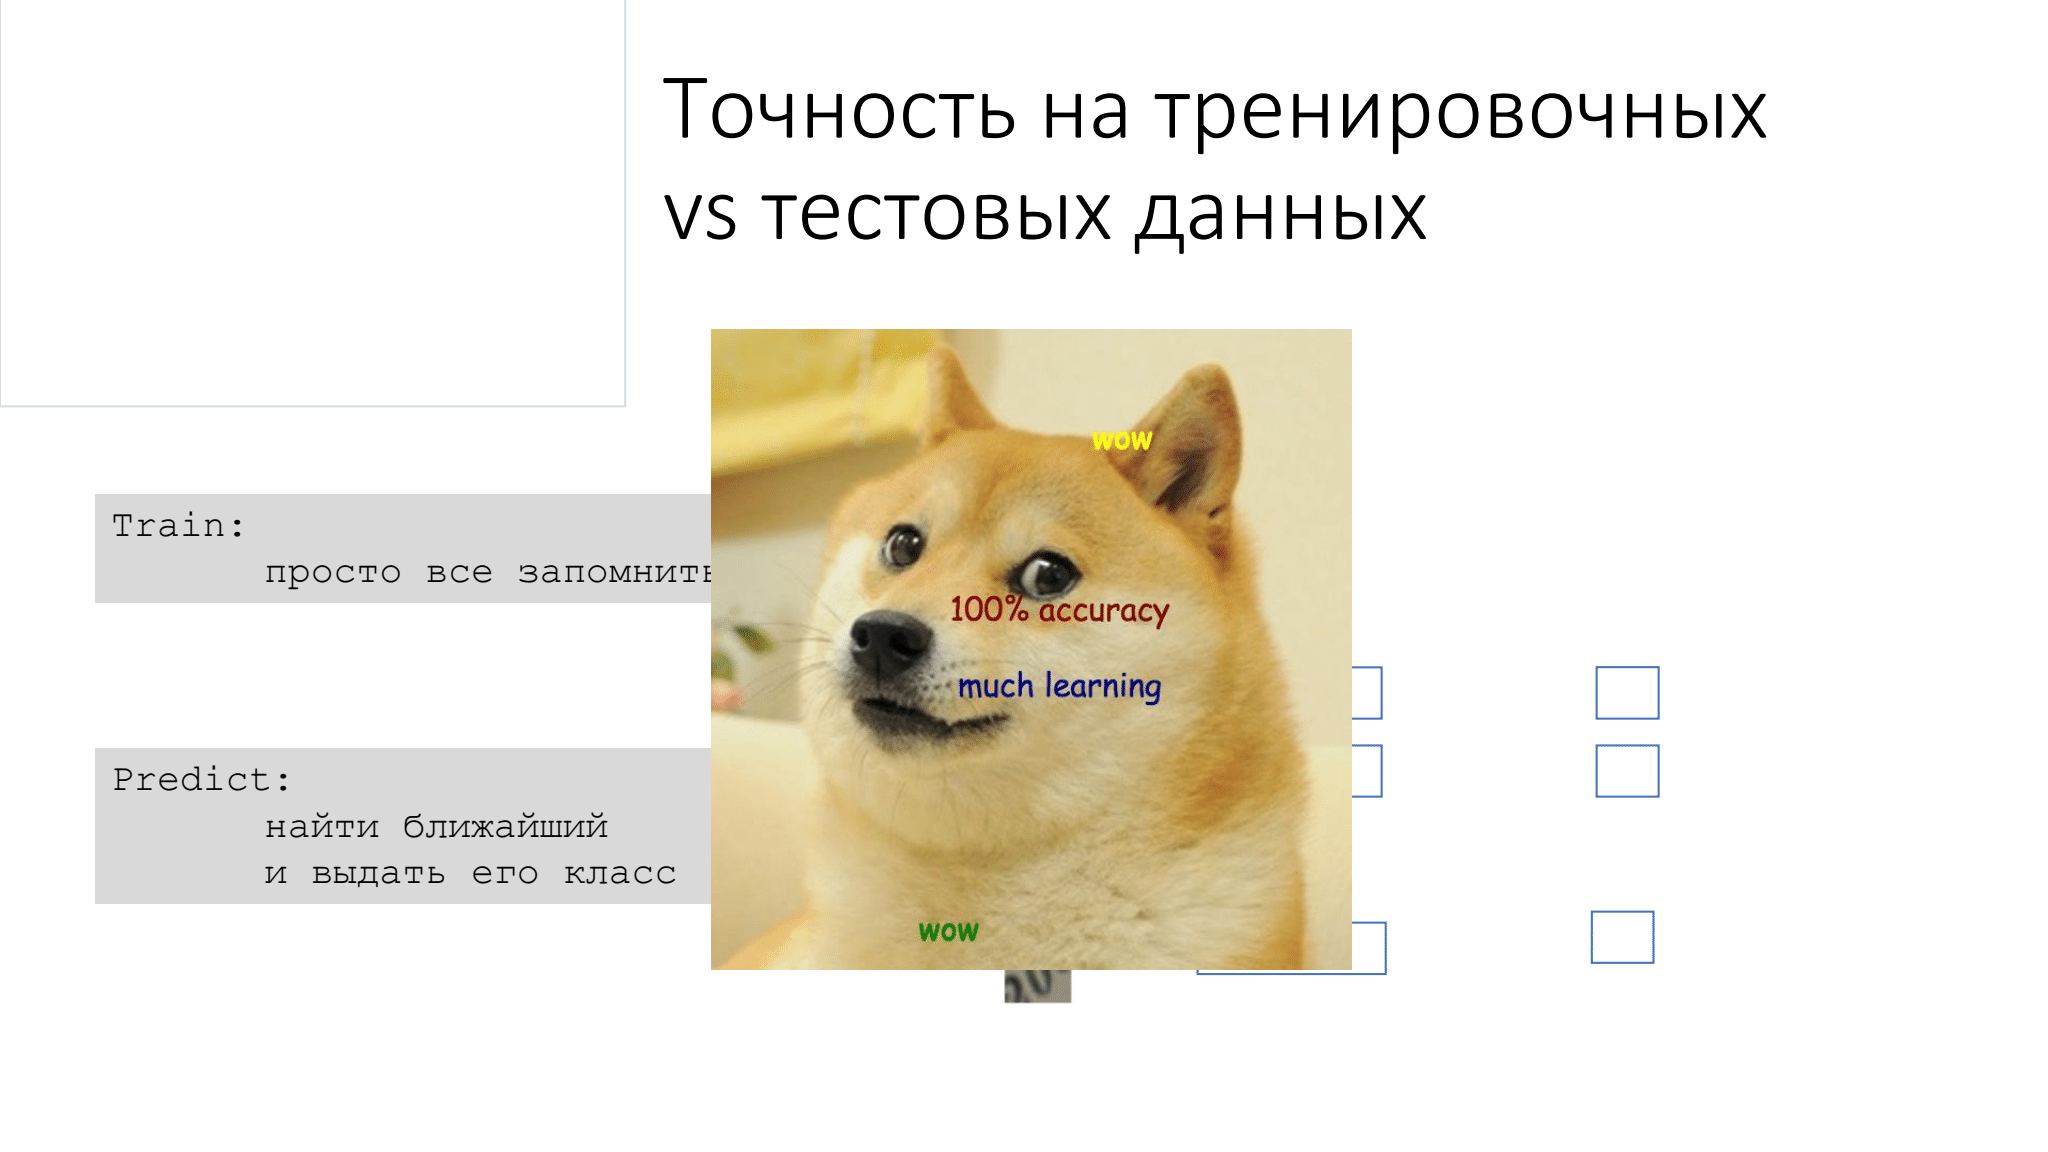 Точность на тренировочных
vs тестовых данных
Train:
просто все запомнить
Predict:
найти ближайший
и выдать его класс
wow
100% accuracy
much learning
wow